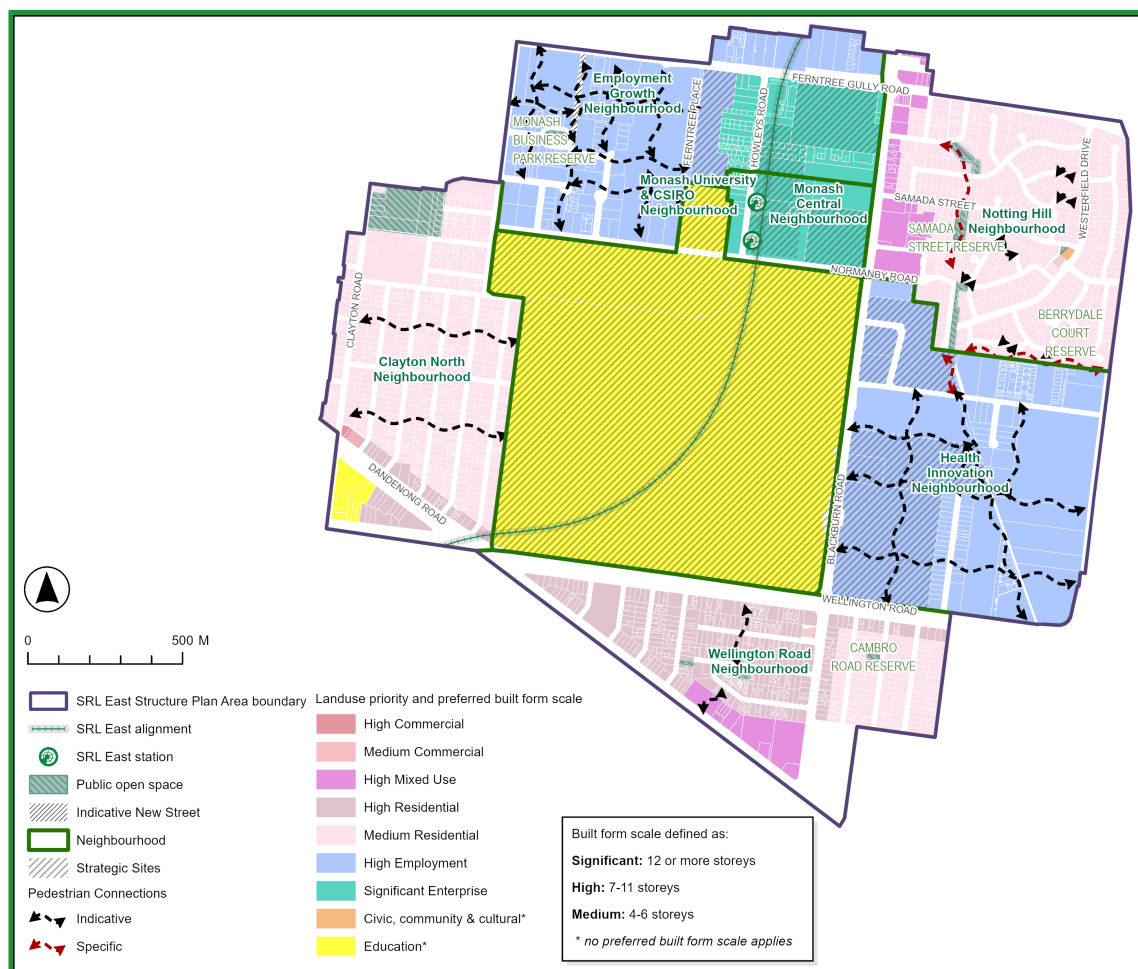 FERNTREE GULLY ROAD
Employment
Growth
Neighbourhood
HOWLEYS ROAD
FERNTREE PLACE
MONASH
BUSINESS
PARK RESERVE
WESTERFIELD DRIVE
Monash University
& CSIRO
Neighbourhood
Monash
Central
Neighbourhood
SAMADA STREET
Notting Hill
Neighbourhood
SAMADA
STREET RESERVE
NORMANBY ROAD
CLAYTON ROAD
BERRYDALE
COURT
RESERVE
Clayton North
Neighbourhood
DANDENONG ROAD
Health
Innovation
Neighbourhood
BLACKBURN ROAD
WELLINGTON ROAD
Wellington Road
Neighbourhood
CAMBRO
ROAD RESERVE
0 500 M
SRL East Structure Plan Area boundary
SRL East alignment
SRL East station
Public open space
Indicative New Street
Neighbourhood
Strategic Sites
Pedestrian Connections
Indicative
Specific
Landuse priority and preferred built form scale
High Commercial
Medium Commercial
High Mixed Use
High Residential
Medium Residential
High Employment
Significant Enterprise
Civic, community & cultural*
Education*
Built form scale defined as:
Significant: 12 or more storeys
High: 7-11 storeys
Medium: 4-6 storeys
* no preferred built form scale applies